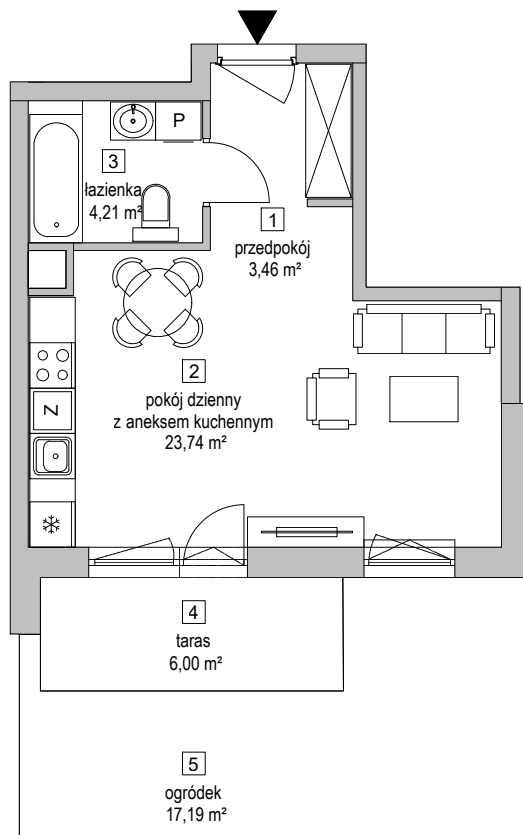 P
3
łazienka
4,21 m²
1
przedpokój
3,46 m²
2
pokój dzienny
z aneksem kuchennym
23,74 m²
Z
4
taras
6,00 m²
5
ogródek
17,19 m²